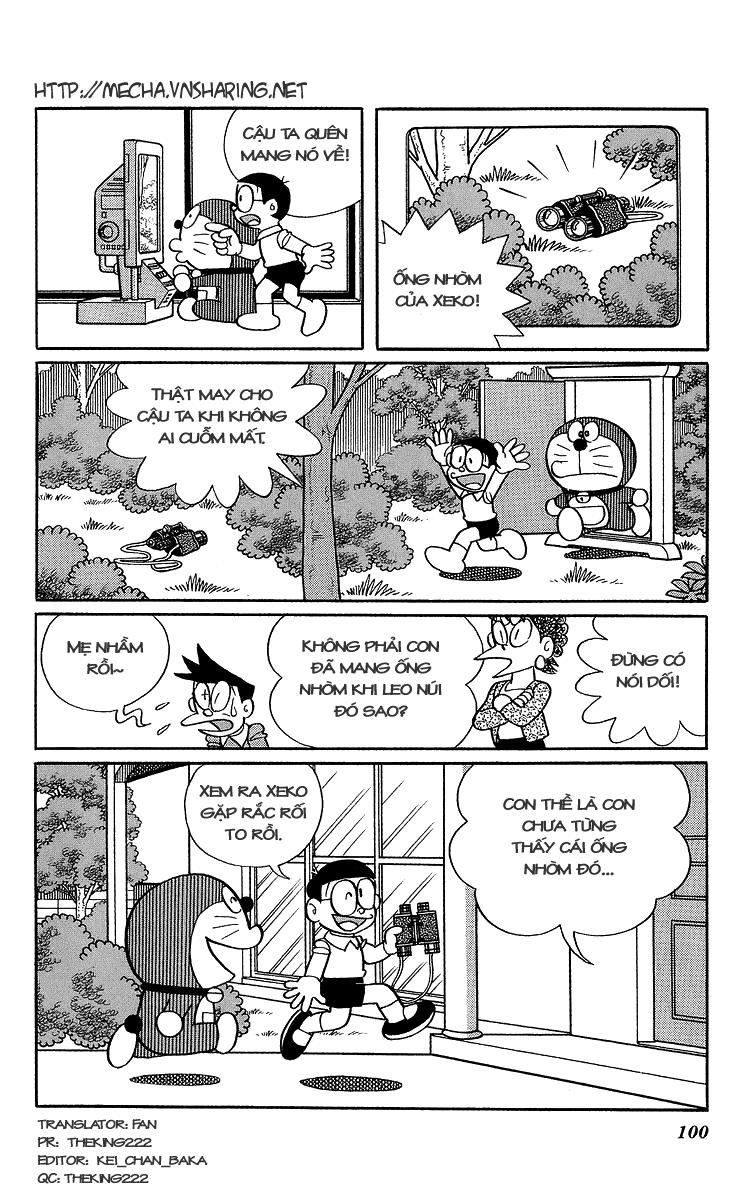 HTTP://MECHA.VNSHARING.NET
CẬU TA QUÊN
MANG NÓ VỀ!
ỐNG NHÒM
CỦA XEKO!
THẬT MAY CHO
CẬU TA KHI KHÔNG
AI CUỖM MẤT.
MẸ NHẦM
RỒI~
KHÔNG PHẢI CON
ĐÃ MANG ỐNG
NHÒM KHI LEO NÚI
ĐÓ SAO?
ĐỪNG CÓ
NÓI DỐI!
XEM RA XEKO
GẶP RẮC RỐI
TO RỒI.
CON THỀ LÀ CON
CHƯA TỪNG
THẤY CÁI ỐNG
NHÒM ĐÓ...
TRANSLATOR: FAN
PR: THEKING222
EDITOR: KEI_CHAN_BAKA
QC: THEKING222
100